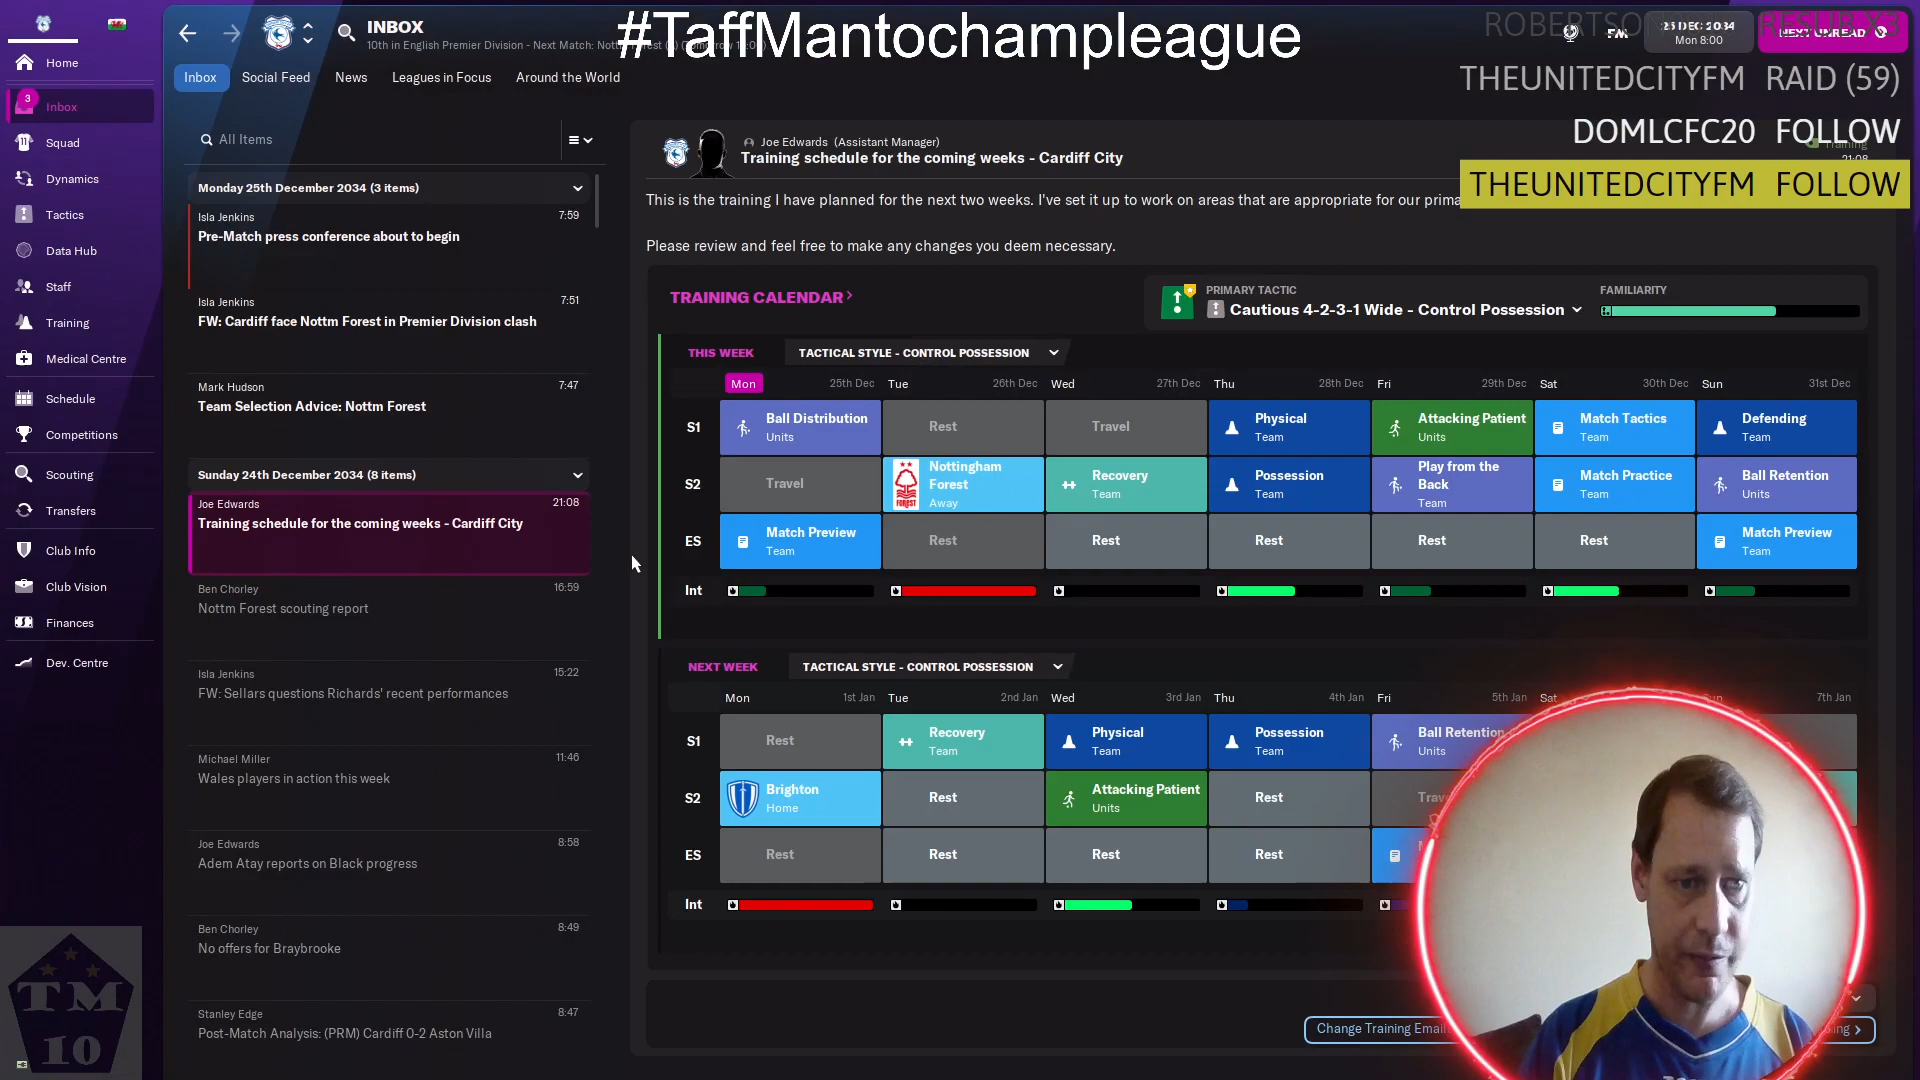 INBOX
10th in English Premier Division - Next Match:
#TaffMantochampleague
25 DEC 2034
Mon 8:00
NEXT UNREAD
THEUNITEDCITYFM RAID (59)
DOMLCFC20 FOLLOW
THEUNITEDCITYFM FOLLOW
Inbox
Social Feed
News
Leagues in Focus
Around the World
Home
3
Inbox
Squad
Dynamics
Tactics
Data Hub
Staff
Training
Medical Centre
Schedule
Competitions
Scouting
Transfers
Club Info
Club Vision
Finances
Dev. Centre
TM
10
All Items
Monday 25th December 2034 (3 items)
Isla Jenkins 7:59
Pre-Match press conference about to begin
Isla Jenkins 7:51
FW: Cardiff face Nottm Forest in Premier Division clash
Mark Hudson 7:47
Team Selection Advice: Nottm Forest
Sunday 24th December 2034 (8 items)
Joe Edwards 21:08
Training schedule for the coming weeks - Cardiff City
Ben Chorley 16:59
Nottm Forest scouting report
Isla Jenkins 15:22
FW: Sellars questions Richards' recent performances
Michael Miller 11:46
Wales players in action this week
Joe Edwards 8:58
Adem Atay reports on Black progress
Ben Chorley 8:49
No offers for Braybrooke
Stanley Edge 8:47
Post-Match Analysis: (PRM) Cardiff 0-2 Aston Villa
Joe Edwards (Assistant Manager)
Training schedule for the coming weeks - Cardiff City
Training
21:08
This is the training I have planned for the next two weeks. I've set it up to work on areas that are appropriate for our
Please review and feel free to make any changes you deem necessary.
TRAINING CALENDAR
PRIMARY TACTIC
Cautious 4-2-3-1 Wide - Control Possession
FAMILIARITY
THIS WEEK TACTICAL STYLE - CONTROL POSSESSION
Mon 25th Dec Tue 26th Dec Wed 27th Dec Thu 28th Dec Fri 29th Dec Sat 30th Dec Sun 31st Dec
S1
Ball Distribution
Units
Rest
Travel
Physical
Team
Attacking Patient
Units
Match Tactics
Team
Defending
Team
S2
Travel
Nottingham
Forest
Away
Recovery
Team
Possession
Team
Play from the
Back
Team
Match Practice
Team
Ball Retention
Units
ES
Match Preview
Team
Rest
Rest
Rest
Rest
Rest
Match Preview
Team
Int
NEXT WEEK TACTICAL STYLE - CONTROL POSSESSION
Mon 1st Jan Tue 2nd Jan Wed 3rd Jan Thu 4th Jan Fri 5th Jan Sat 7th Jan
S1
Rest
Recovery
Team
Physical
Team
Possession
Team
Ball Retention
Units
S2
Brighton
Home
Rest
Attacking Patient
Units
Rest
ES
Rest
Rest
Rest
Rest
Int
Change Training Email